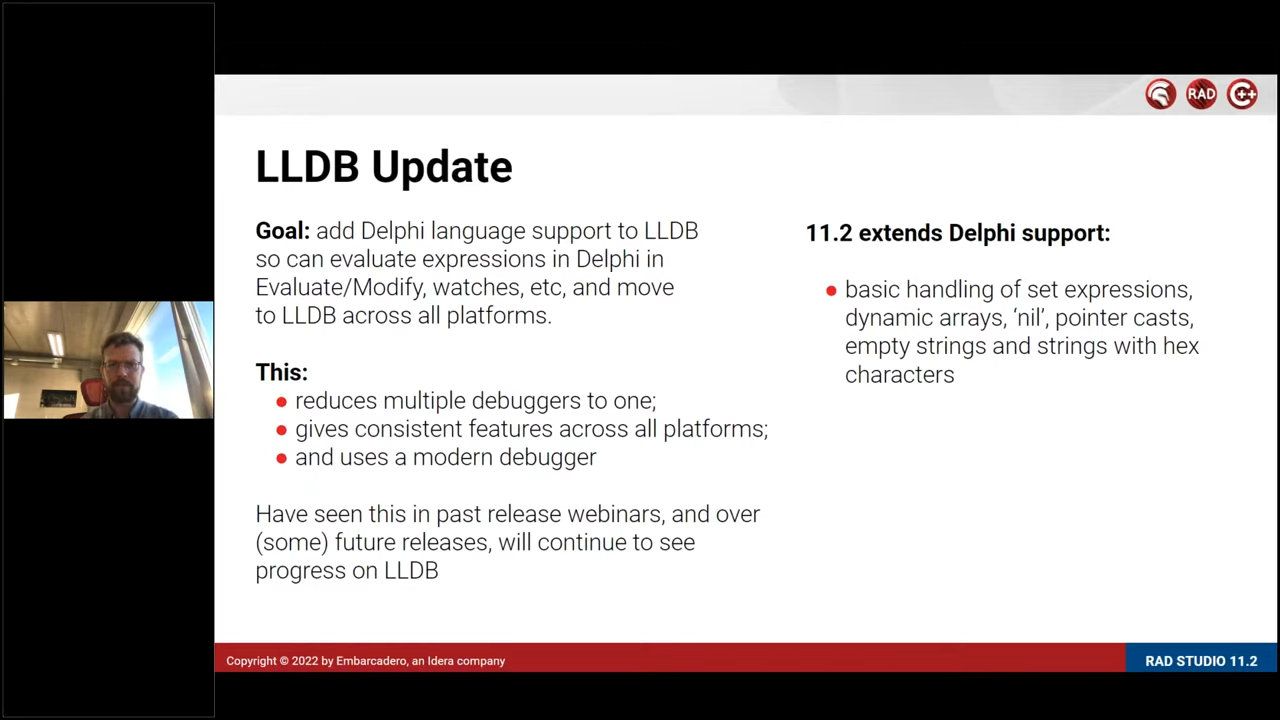 RAD
C++
LLDB Update
Goal: add Delphi language support to LLDB
so can evaluate expressions in Delphi in
Evaluate/Modify, watches, etc, and move
to LLDB across all platforms.
This:
reduces multiple debuggers to one;
gives consistent features across all platforms;
and uses a modern debugger
Have seen this in past release webinars, and over
(some) future releases, will continue to see
progress on LLDB
11.2 extends Delphi support:
basic handling of set expressions,
dynamic arrays, ‘nil’, pointer casts,
empty strings and strings with hex
characters
Copyright © 2022 by Embarcadero, an Idera company
RAD STUDIO 11.2